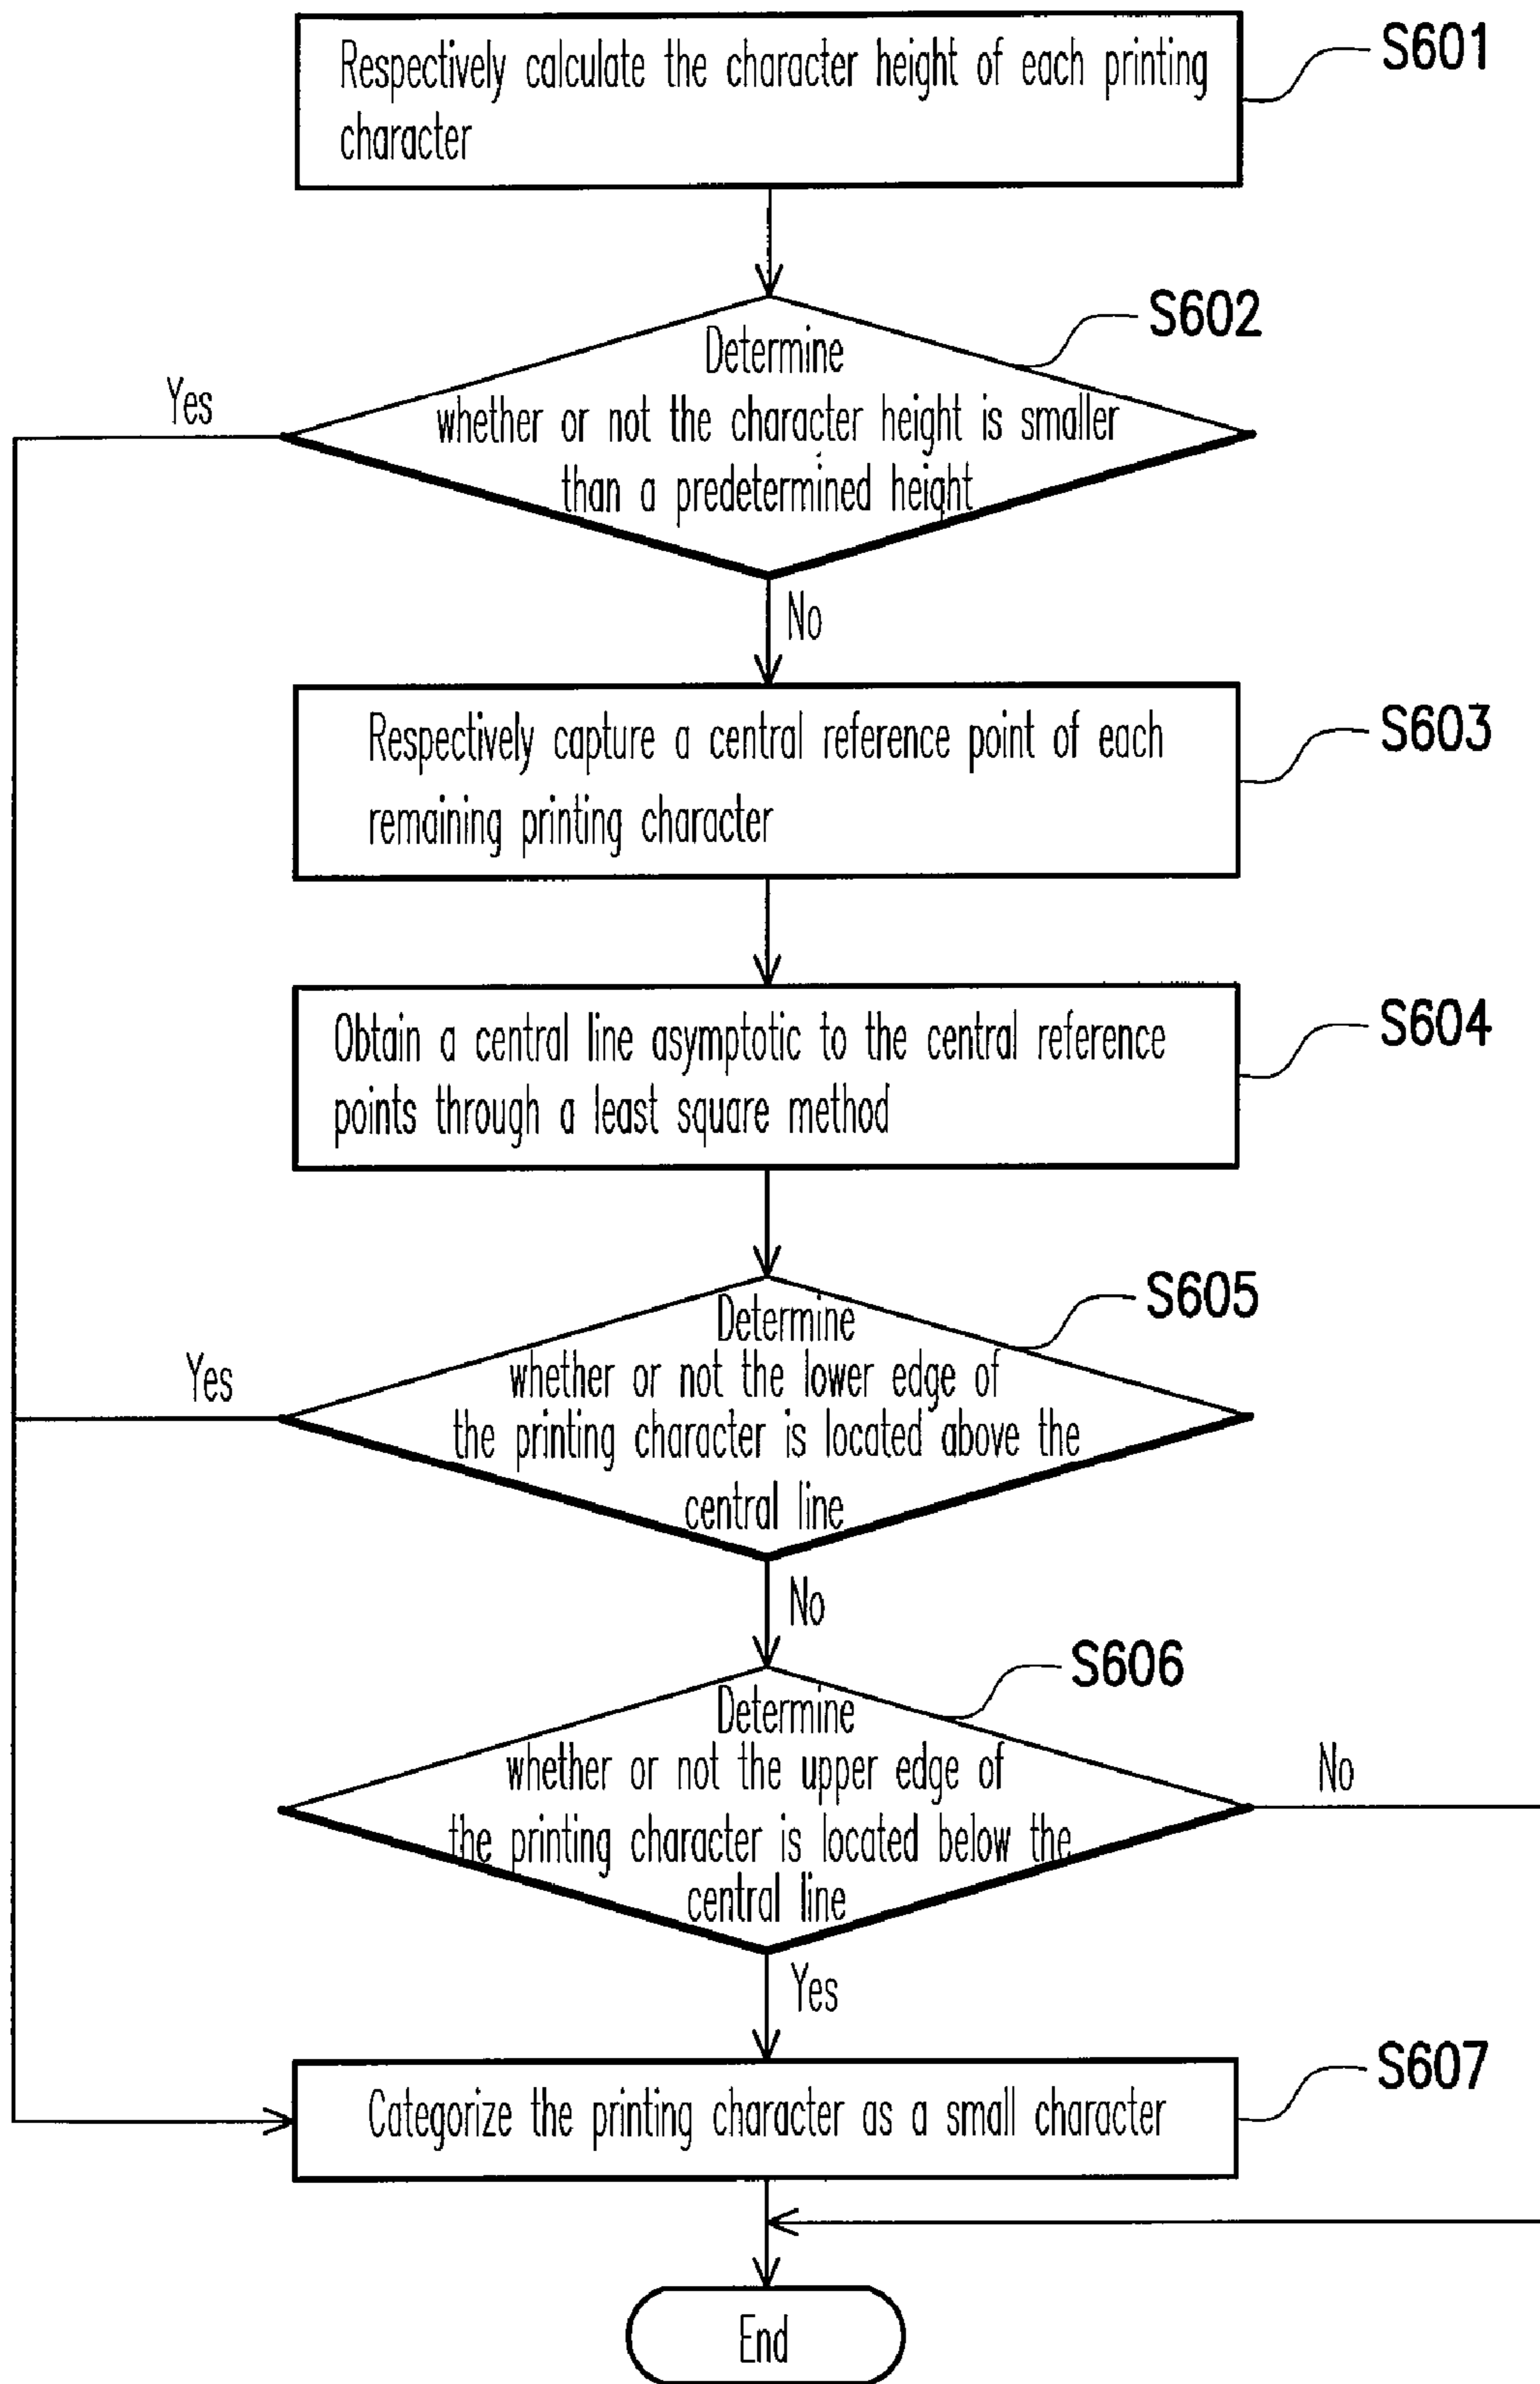 Respectively calculate the character height of each printing
character
S601
S602
Determine
whether or not the character height is smaller
than a predetermined height
Yes
No
Respectively capture a central reference point of each
remaining printing character
S603
Obtain a central line asymptotic to the central reference
points through a least square method
S604
S605
Determine
whether or not the lower edge of
the printing character is located above the
central line
Yes
No
S606
Determine
whether or not the upper edge of
the printing character is located below the
central line
No
Yes
Categorize the printing character as a small character
S607
End